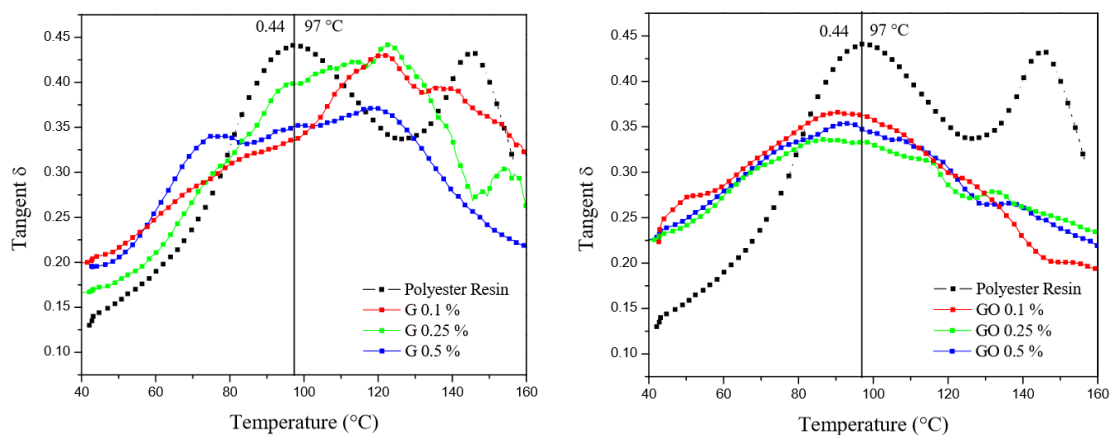 0.44 97 °C
0.45
0.40
0.35
0.30
0.25
0.20
0.15
0.10
Tangent δ
Polyester Resin
G 0.1 %
G 0.25 %
G 0.5 %
40 60 80 100 120 140 160
Temperature (°C)
0.44 97 °C
0.45
0.40
0.35
0.30
0.25
0.20
0.15
0.10
Tangent δ
Polyester Resin
GO 0.1 %
GO 0.25 %
GO 0.5 %
40 60 80 100 120 140 160
Temperature (°C)